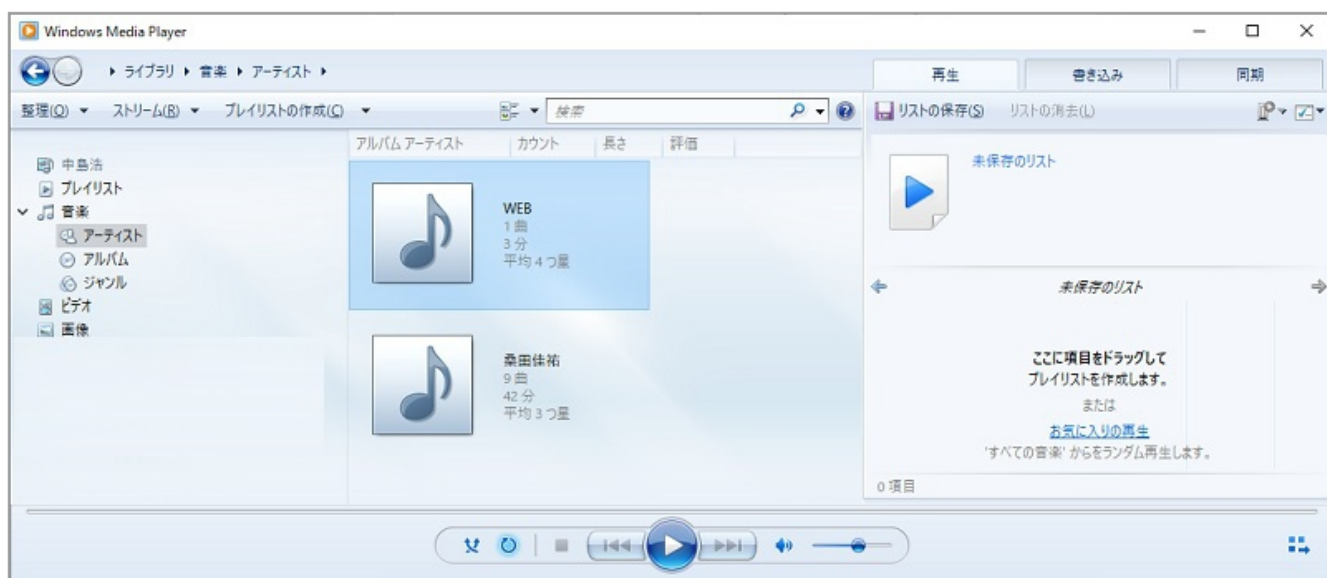 Windows Media Player
ライブラリ 音楽 アーティスト
再生 書き込み 同期
整理(O) ストリーム(R) プレイリストの作成(C) 検索
リストの保存(S) リストの消去(L)
アルバム アーティスト カウント 長さ 評価
中島浩
プレイリスト
音楽
アーティスト
アルバム
ジャンル
ビデオ
画像
WEB
1 曲
3 分
平均 4 つ星
桑田佳祐
9 曲
42 分
平均 3 つ星
未保存のリスト
未保存のリスト
ここに項目をドラッグして
プレイリストを作成します。
または
お気に入りの再生
'すべての音楽' からをランダム再生します。
0 項目